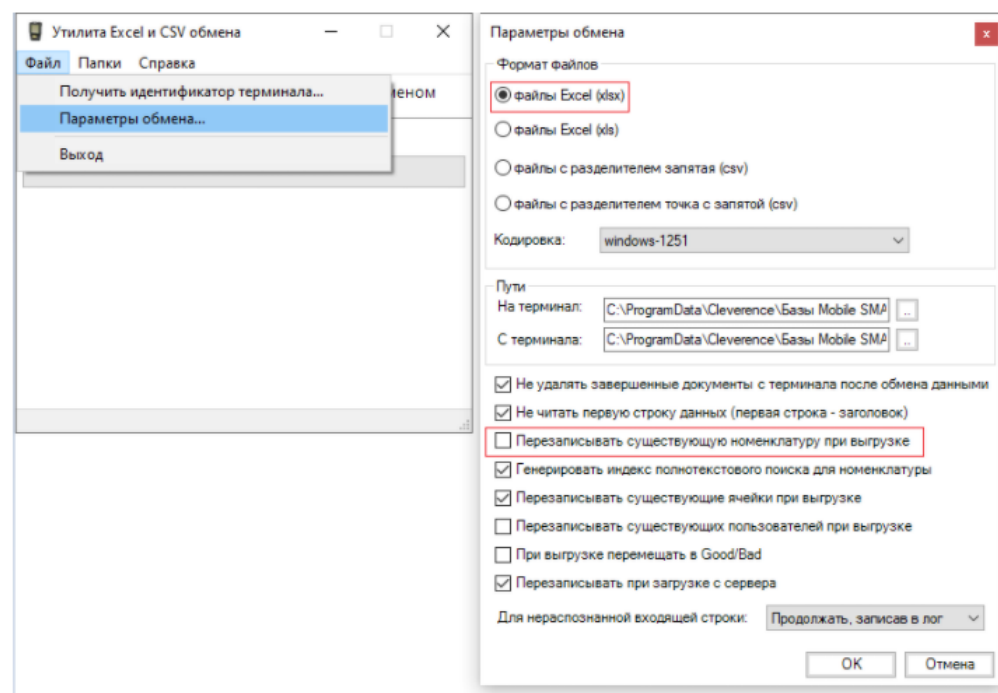 Утилита Excel и CSV обмена
Файл Папки Справка
Получить идентификатор терминала...
Параметры обмена...
Выход
Параметры обмена
x
Формат файлов
файлы Excel (xlsx)
файлы Excel (xls)
файлы с разделителем запятая (csv)
файлы с разделителем точка с запятой (csv)
Кодировка: windows-1251
Пути
На терминал: C:\ProgramData\Cleverence\Базы Mobile SMA ..
С терминала: C:\ProgramData\Cleverence\Базы Mobile SMA ..
Не удалять завершенные документы с терминала после обмена данными
Не читать первую строку данных (первая строка - заголовок)
Перезаписывать существующую номенклатуру при выгрузке
Генерировать индекс полнотекстового поиска для номенклатуры
Перезаписывать существующие ячейки при выгрузке
Перезаписывать существующих пользователей при выгрузке
При выгрузке перемещать в Good/Bad
Перезаписывать при загрузке с сервера
Для нераспознанной входящей строки: Продолжать, записав в лог
OK Отмена